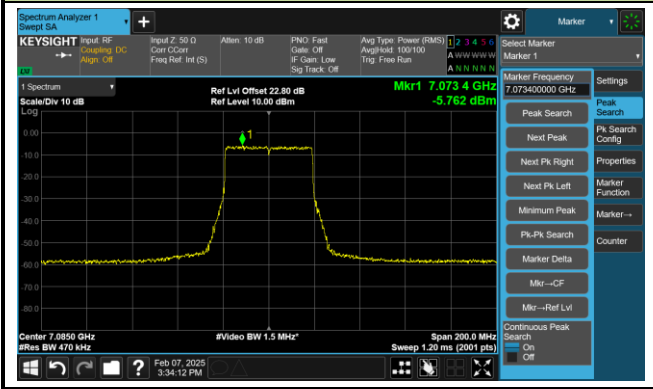 Spectrum Analyzer 1
Swept SA
Marker
KEYSIGHT
Input: RF
Coupling: DC
Align: Off
Input Z: 50 Ω
Corr CCorr
Freq Ref: Int (S)
Atten: 10 dB
PNO: Fast
Gate: Off
IF Gain: Low
Sig Track: Off
Avg Type: Power (RMS)
Avg|Hold: 100/100
Trig: Free Run
1 2 3 4 5 6
A W W W W W
A N N N N N
Select Marker
Marker 1
1 Spectrum
Ref Lvl Offset 22.80 dB
Mkr1 7.073 4 GHz
Scale/Div 10 dB
Ref Level 10.00 dBm
-5.762 dBm
Log
0.00
-10.0
-20.0
-30.0
-40.0
-50.0
-60.0
-70.0
-80.0
1
Center 7.0850 GHz
#Video BW 1.5 MHz*
Span 200.0 MHz
#Res BW 470 kHz
Sweep 1.20 ms (2001 pts)
Marker Frequency
7.073400000 GHz
Peak Search
Next Peak
Next Pk Right
Next Pk Left
Minimum Peak
Pk-Pk Search
Marker Delta
Mkr→CF
Mkr→Ref Lvl
Continuous Peak
Search
On
Off
Settings
Peak
Search
Pk Search
Config
Properties
Marker
Function
Marker→
Counter
?
Feb 07, 2025
3:34:12 PM